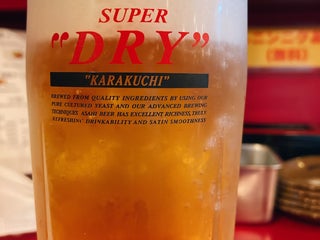 SUPER
"DRY"
"KARAKUCHI"
BREWED FROM QUALITY INGREDIENTS BY USING OUR
PURE CULTURED YEAST AND OUR ADVANCED BREWING
TECHNIQUES. ASAHI BEER HAS EXCELLENT RICHNESS, TRULY
REFRESHING DRINKABILITY AND SATIN SMOOTHNESS